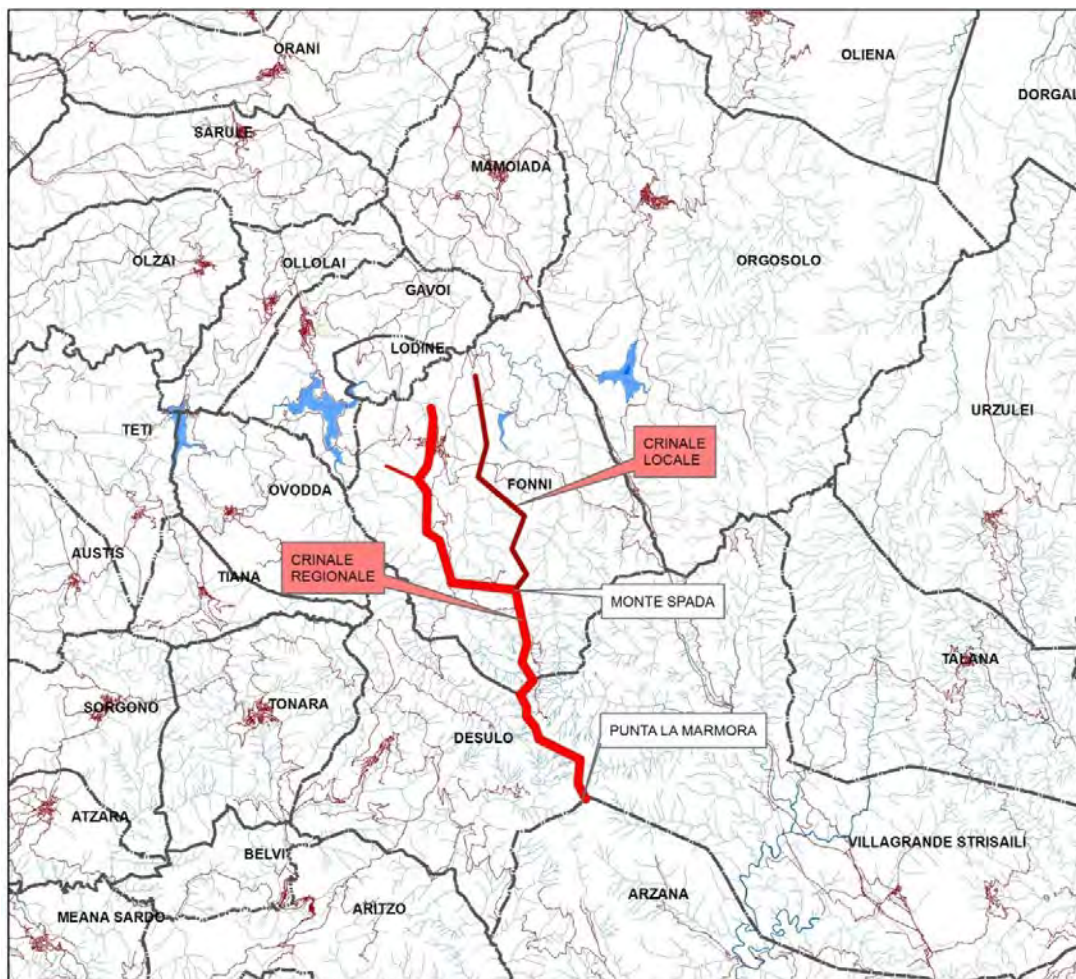 ORANI
OLIENA
DORGAL
SARULE
MAMOIADA
OLZAI
OLLOLAI
ORGOSOLO
GAVOI
LODINE
TETI
URZULEI
CRINALE
LOCALE
OVODDA
FONNI
AUSTIS
CRINALE
REGIONALE
TIANA
MONTE SPADA
TALANA
SORGONO
TONARA
DESULO
PUNTA LA MARMORA
ATZARA
BELVI
VILLAGRANDE STRISAILI
MEANA SARDO
ARITZO
ARZANA